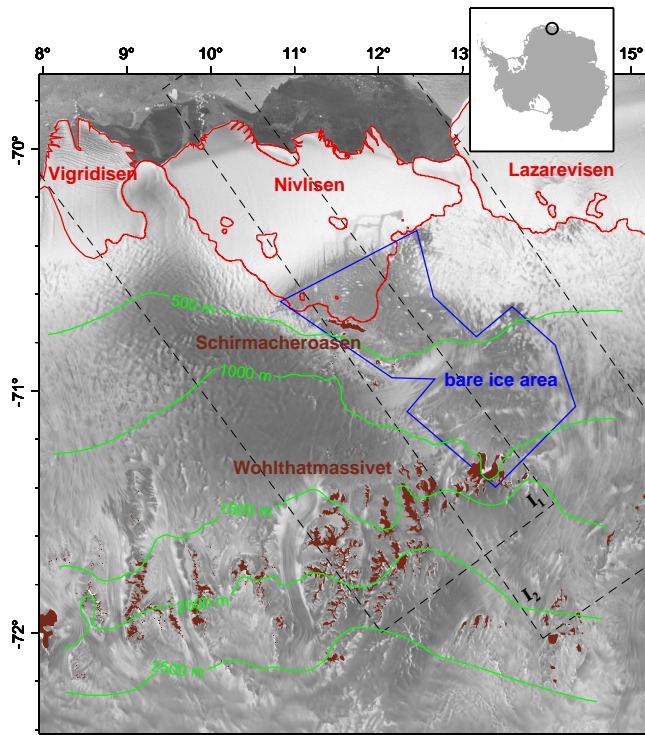 8°
9°
10°
11°
12°
13°
15°
-70°
-71°
-72°
Vigridisen
Nivlisen
Lazarevisen
500 m
Schirmacheroasen
1000 m
bare ice area
Wohlthatmassivet
1500 m
I1
2000 m
I2
2500 m